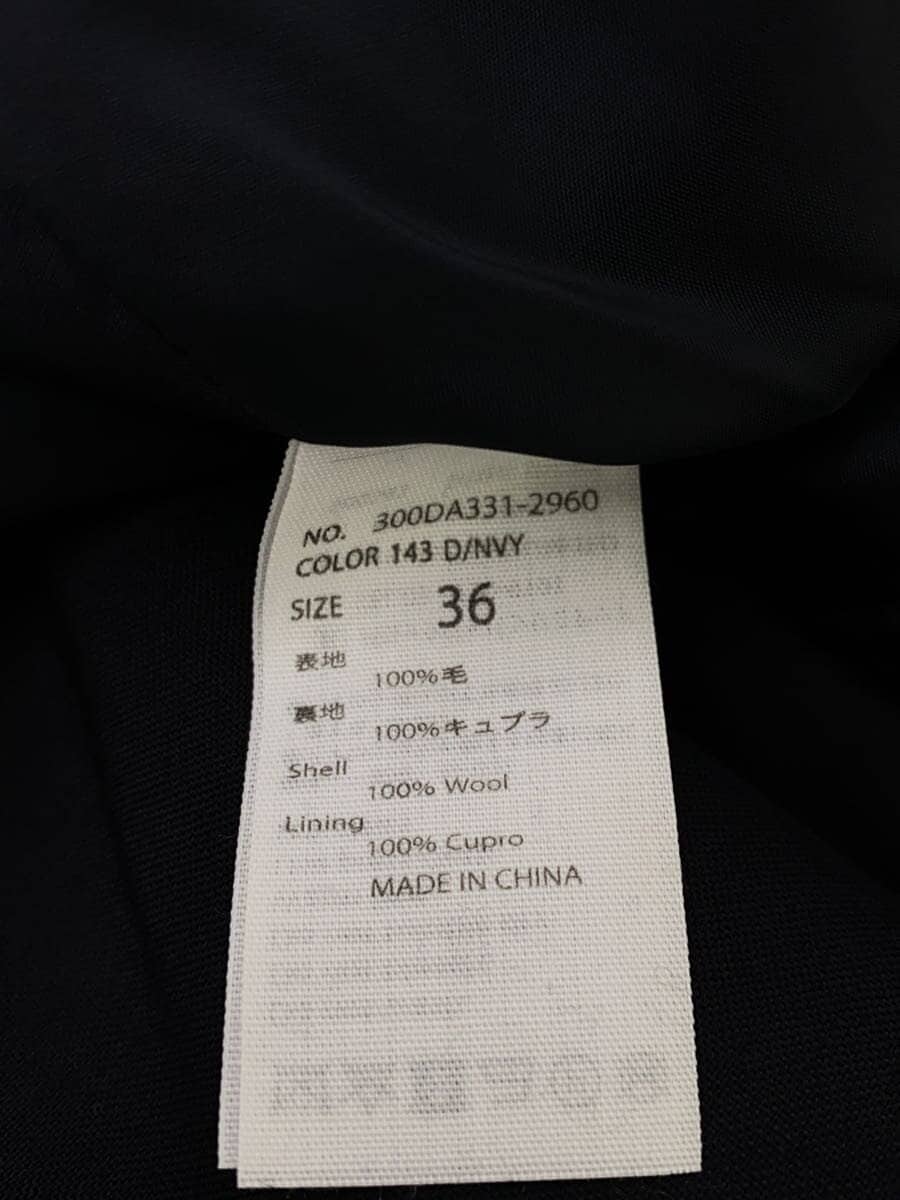 NO. 300DA331-2960
COLOR 143 D/NVY
SIZE 36
表地
100%毛
裏地
100%キュプラ
Shell
100% Wool
Lining
100% Cupro
MADE IN CHINA